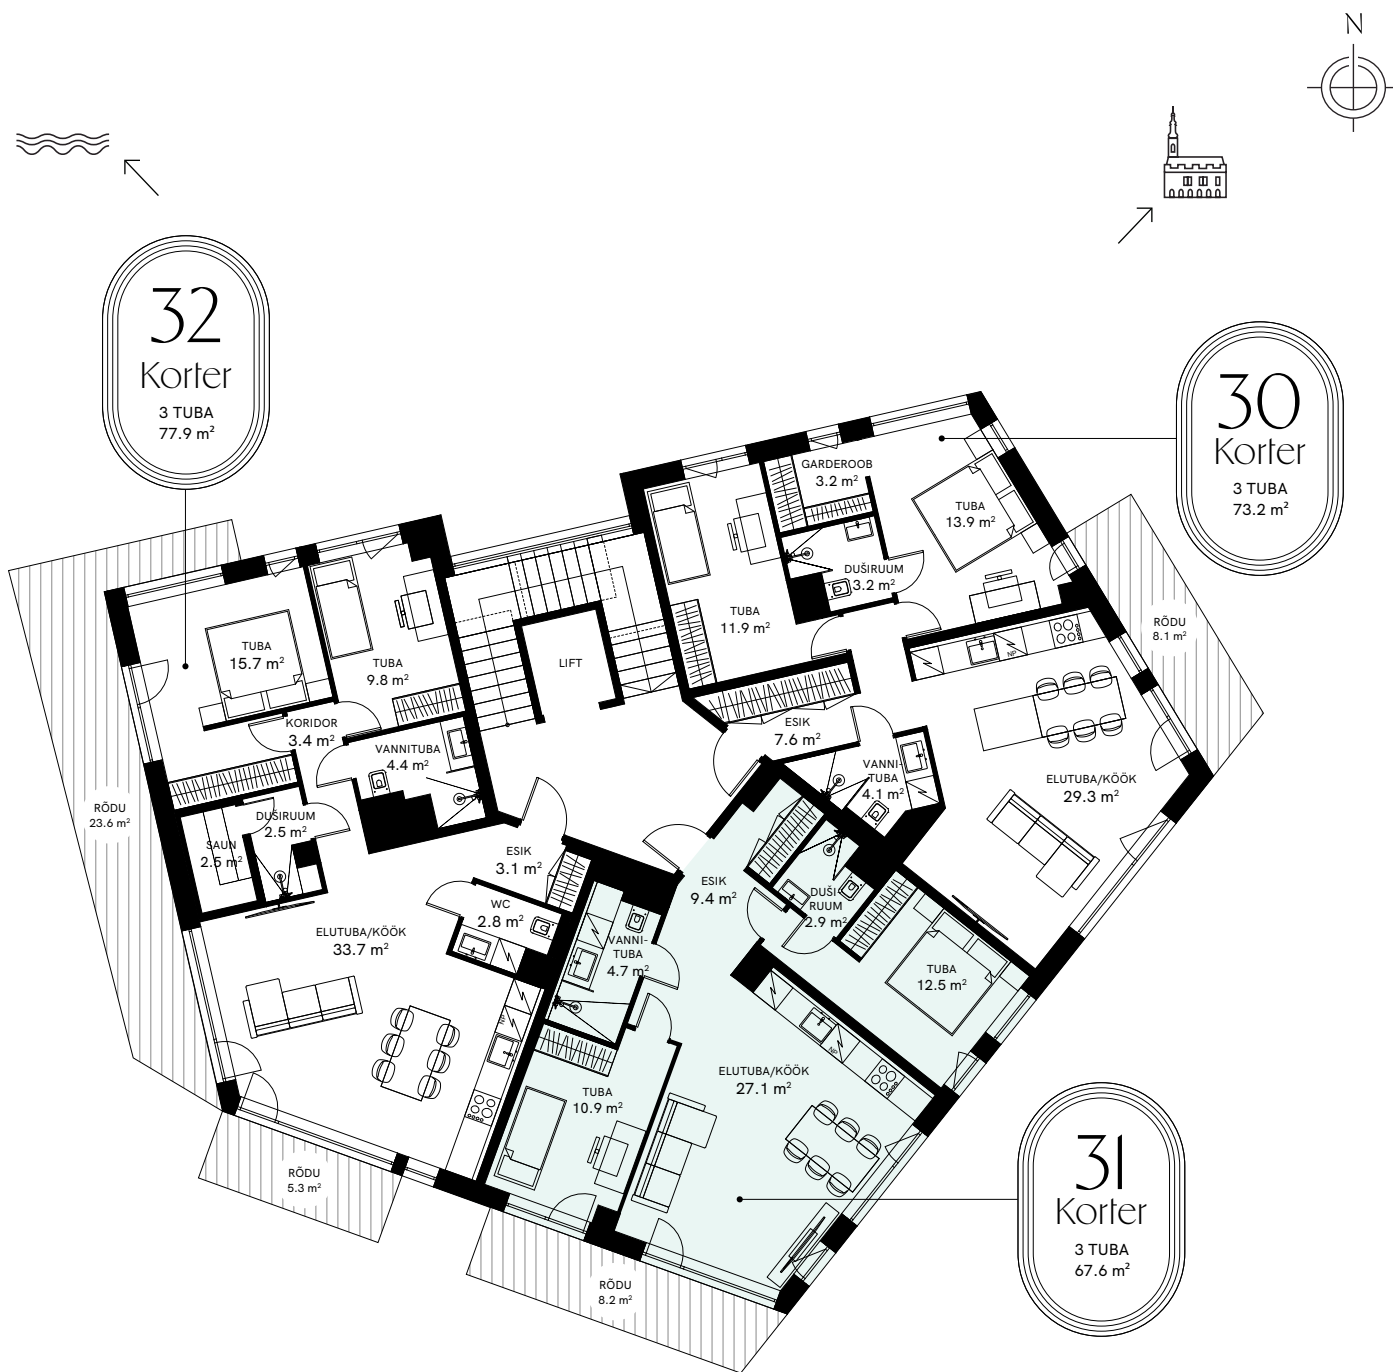 N
32
Korter
3 TUBA
77.9 m²
30
Korter
3 TUBA
73.2 m²
GARDEROOB
3.2 m²
TUBA
13.9 m²
DUŠIRUUM
3.2 m²
TUBA
11.9 m²
RÕDU
8.1 m²
LIFT
TUBA
15.7 m²
TUBA
9.8 m²
NP
KORIDOR
3.4 m²
ESIK
7.6 m²
VANNITUBA
4.4 m²
VANNI-
TUBA
4.1 m²
ELUTUBA/KÖÖK
29.3 m²
RÕDU
23.6 m²
DUŠIRUUM
2.5 m²
SAUN
2.5 m²
ESIK
3.1 m²
ESIK
9.4 m²
DUŠI
RUUM
2.9 m²
WC
2.8 m²
ELUTUBA/KÖÖK
33.7 m²
VANNI-
TUBA
4.7 m²
TUBA
12.5 m²
NP
NP
ELUTUBA/KÖÖK
27.1 m²
TUBA
10.9 m²
31
Korter
3 TUBA
67.6 m²
RÕDU
5.3 m²
RÕDU
8.2 m²